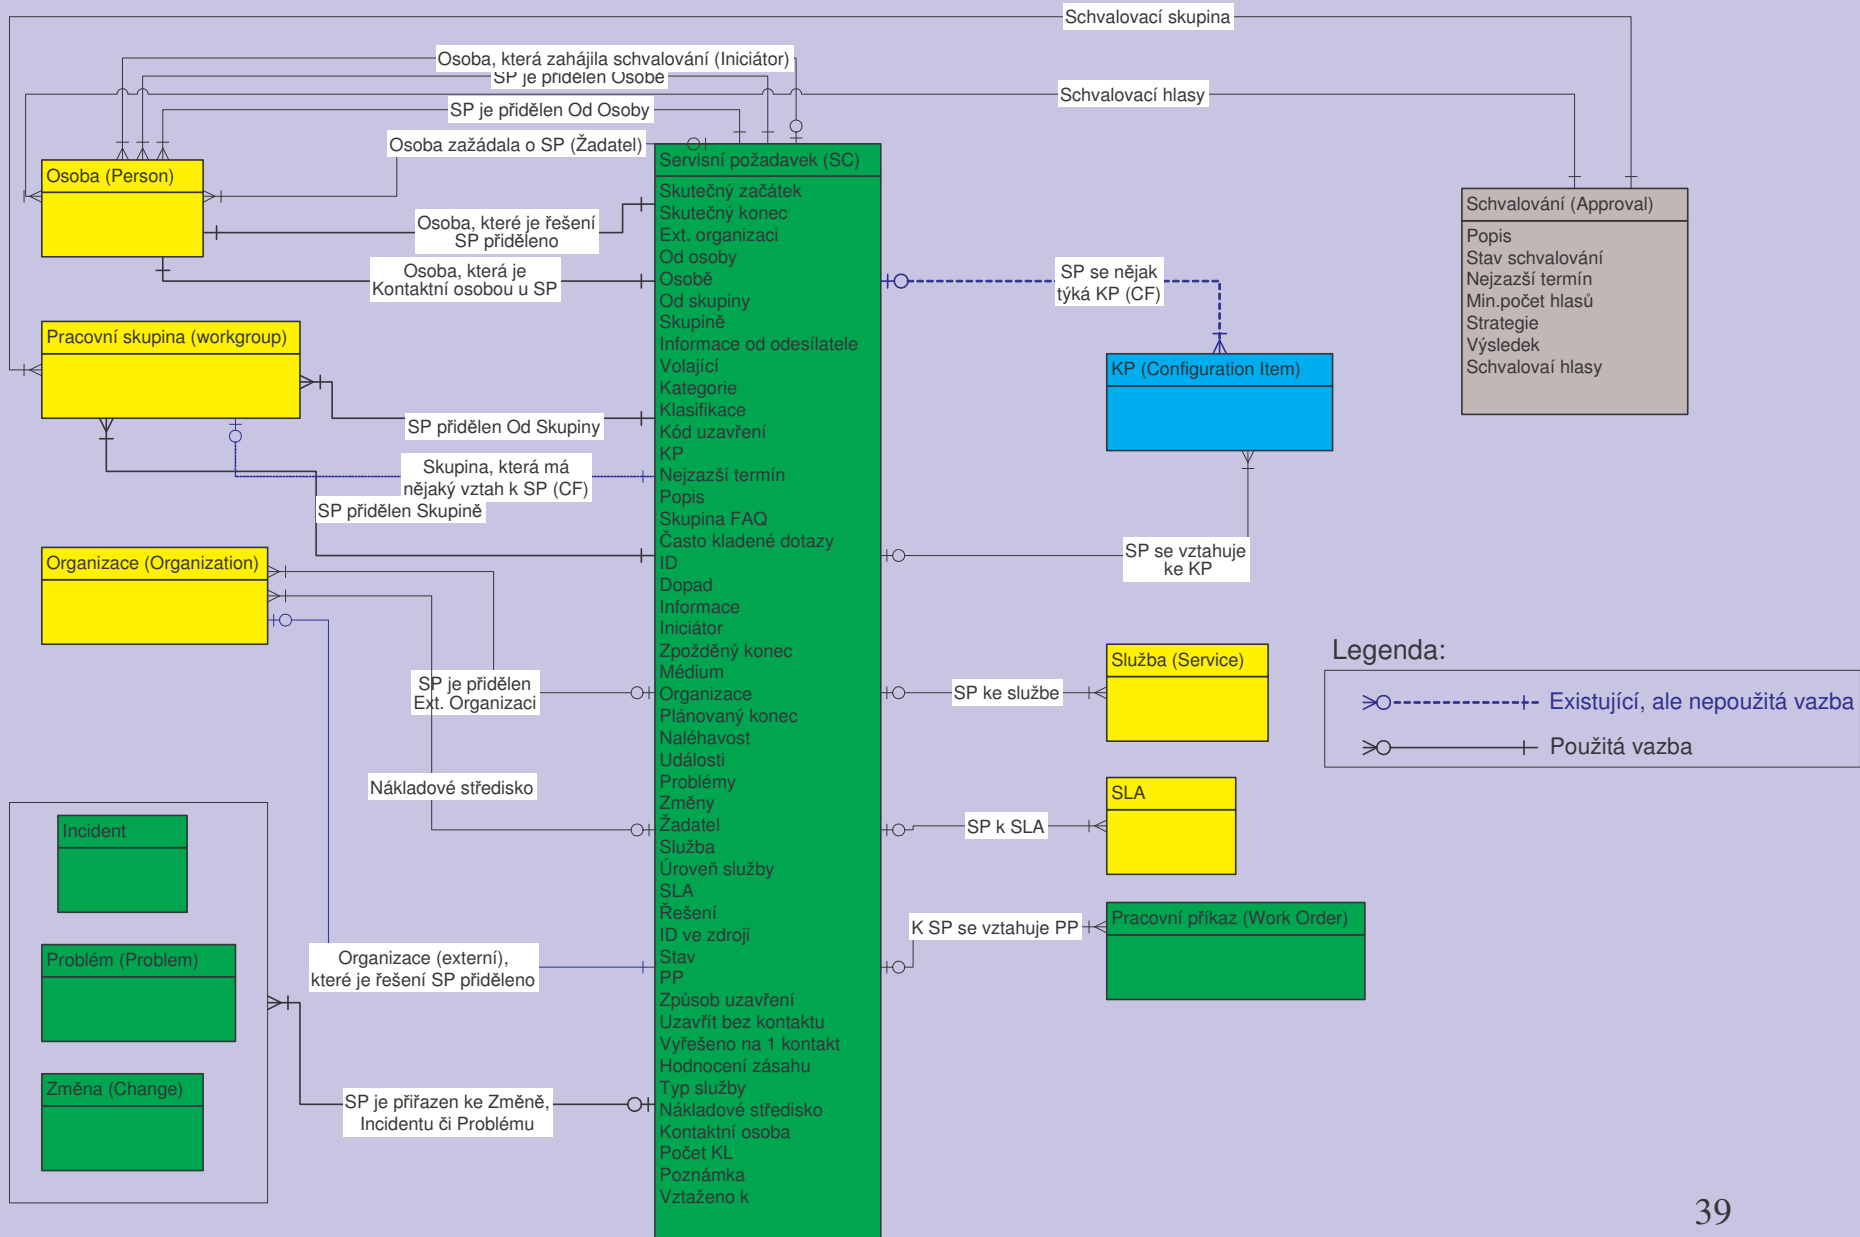 Schvalovací skupina
Osoba, která zahájila schvalování (Iniciátor)
SP je přidělen Osobě
Schvalovací hlasy
SP je přidělen Od Osoby
Osoba zažádala o SP (Žadatel)
Osoba (Person)
Osoba, které je řešení
SP přiděleno
Osoba, která je
Kontaktní osobou u SP
Pracovní skupina (workgroup)
SP přidělen Od Skupiny
Skupina, která má
nějaký vztah k SP (CF)
SP přidělen Skupině
Organizace (Organization)
SP je přidělen
Ext. Organizaci
Nákladové středisko
Organizace (externí),
které je řešení SP přiděleno
Incident
Problém (Problem)
Změna (Change)
SP je přiřazen ke Změně,
Incidentu či Problému
Servisní požadavek (SC)
Skutečný začátek
Skutečný konec
Ext. organizaci
Od osoby
Osobě
Od skupiny
Skupině
Informace od odesílatele
Volající
Kategorie
Klasifikace
Kód uzavření
KP
Nejzazší termín
Popis
Skupina FAQ
Často kladené dotazy
ID
Dopad
Informace
Iniciátor
Zpožděný konec
Médium
Organizace
Plánovaný konec
Naléhavost
Události
Problémy
Změny
Žadatel
Služba
Úroveň služby
SLA
Řešení
ID ve zdroji
Stav
PP
Způsob uzavření
Uzavřít bez kontaktu
Vyřešeno na 1 kontakt
Hodnocení zásahu
Typ služby
Nákladové středisko
Kontaktní osoba
Počet KL
Poznámka
Vztaženo k
SP se nějak
týká KP (CF)
KP (Configuration Item)
SP se vztahuje
ke KP
SP ke službe
Služba (Service)
SP k SLA
SLA
K SP se vztahuje PP
Pracovní příkaz (Work Order)
Schvalování (Approval)
Popis
Stav schvalování
Nejzazší termín
Min.počet hlasů
Strategie
Výsledek
Schvalovaí hlasy
Legenda:
Existující, ale nepoužitá vazba
Použitá vazba
39